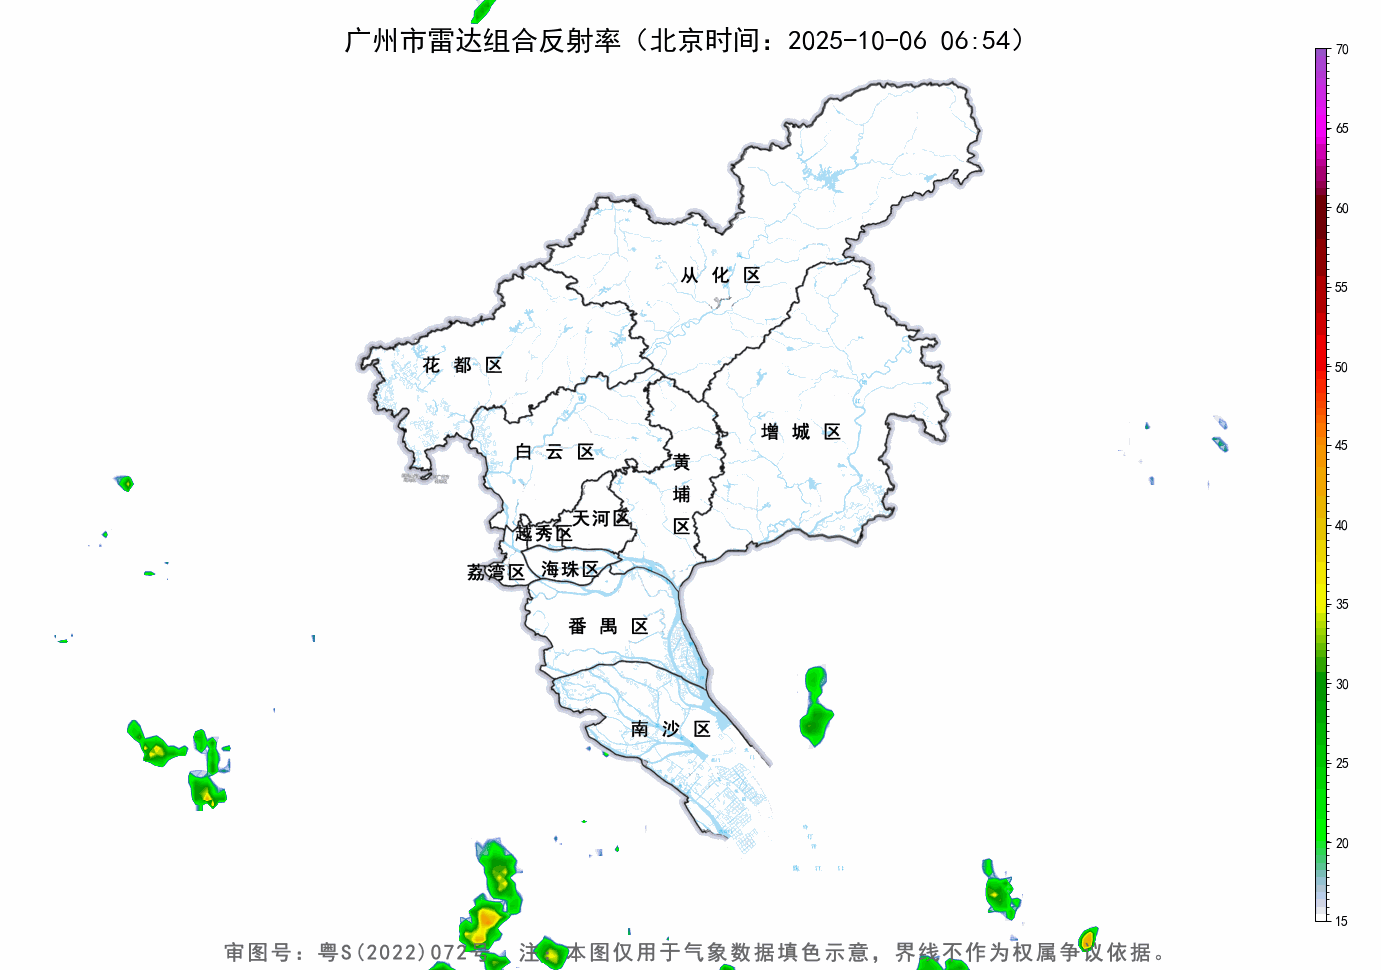 广州市雷达组合反射率（北京时间：2025-10-06 06:54）
70
65
60
55
50
45
40
35
30
25
20
15
从化区
花都区
增城区
白云区
黄埔区
天河区
越秀区
荔湾区
海珠区
番禺区
南沙区
审图号：粤S(2022)072号 注：本图仅用于气象数据填色示意，界线不作为权属争议依据。